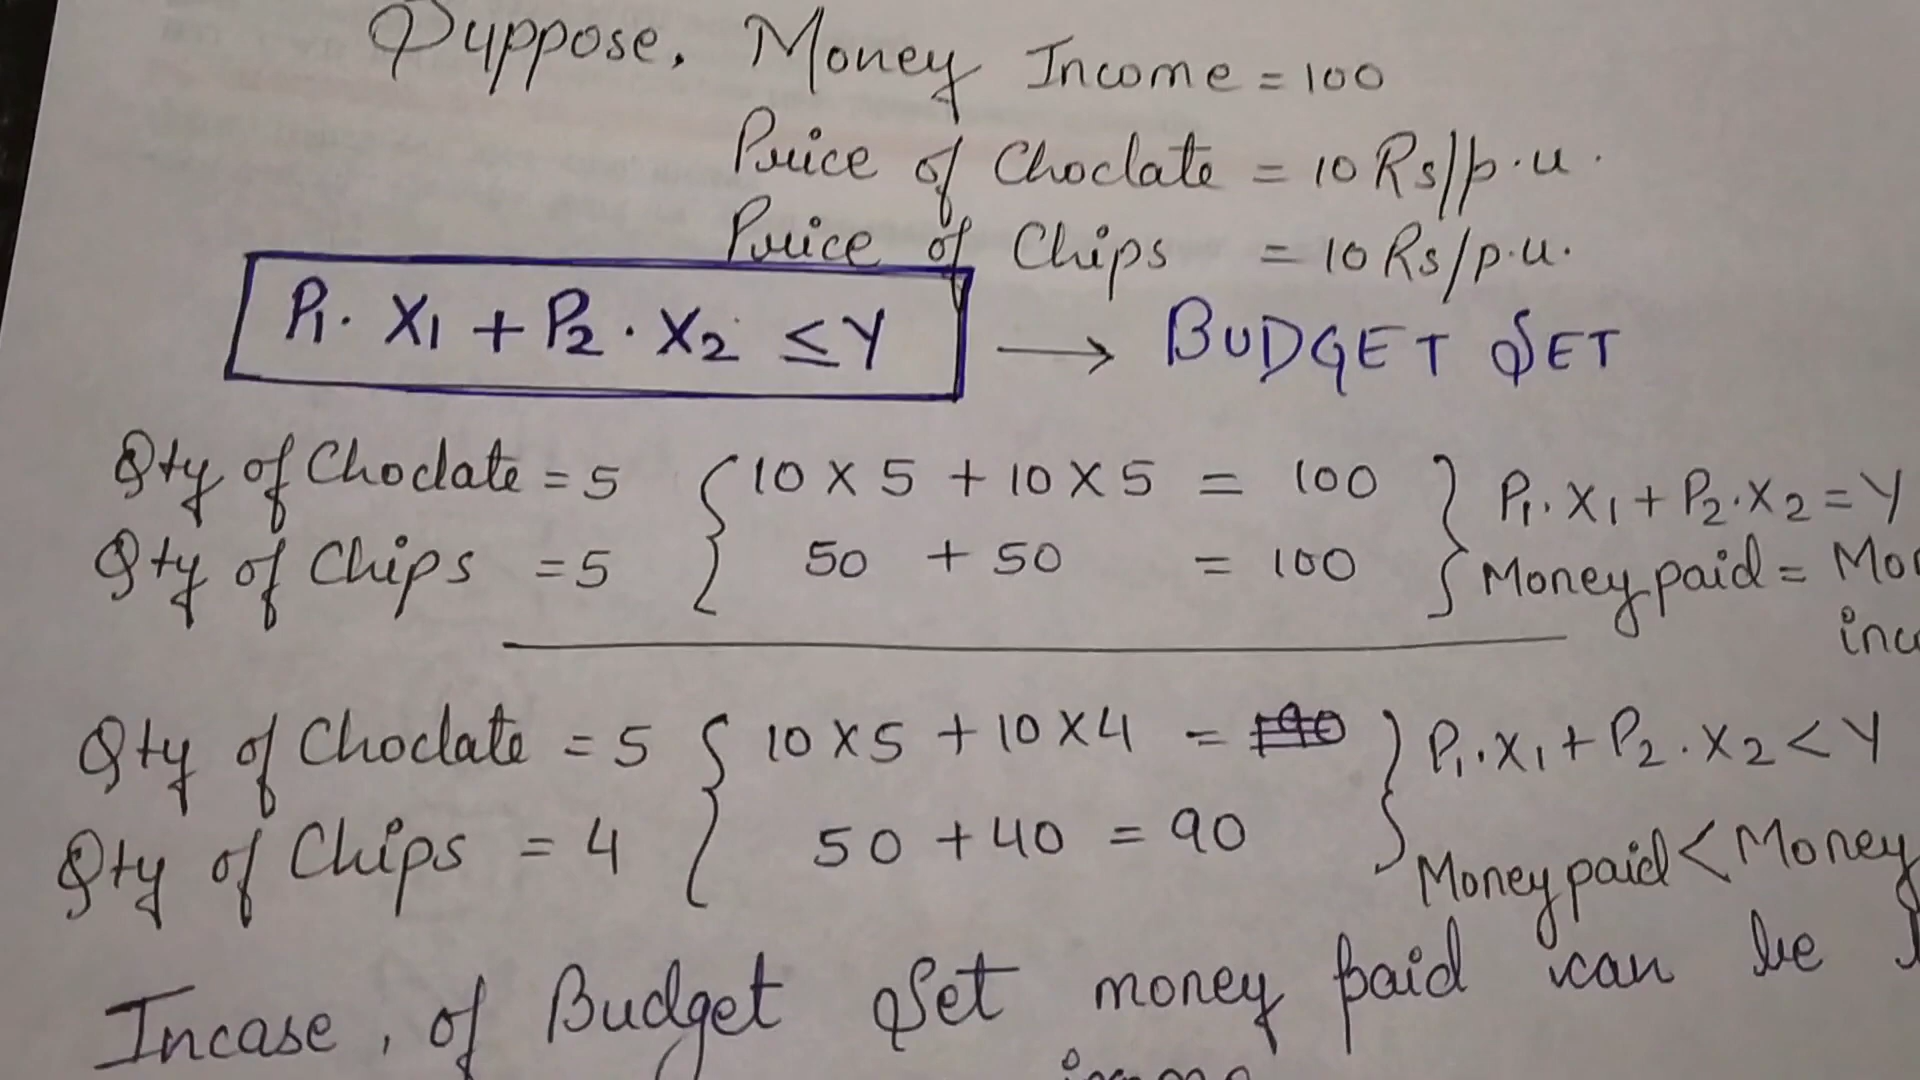 Suppose, Money Income = 100
Price of Choclate = 10 Rs//p.u.
Price of Chips = 10 Rs/p.u.
P1. X1 + P2 . X2 ≤ Y → BUDGET SET
Qty of Choclate = 5 { 10 X 5 + 10 X 5 = 100 } P1. X1 + P2. X2 = Y
Qty of Chips = 5 50 + 50 = 100 Money paid =
Qty of Choclate = 5 { 10 X 5 + 10 X 4 = } P1. X1 + P2 . X2 < Y
Qty of Chips = 4 50 + 40 = 90 Money paid < Money
Incase, of Budget Set money paid can be